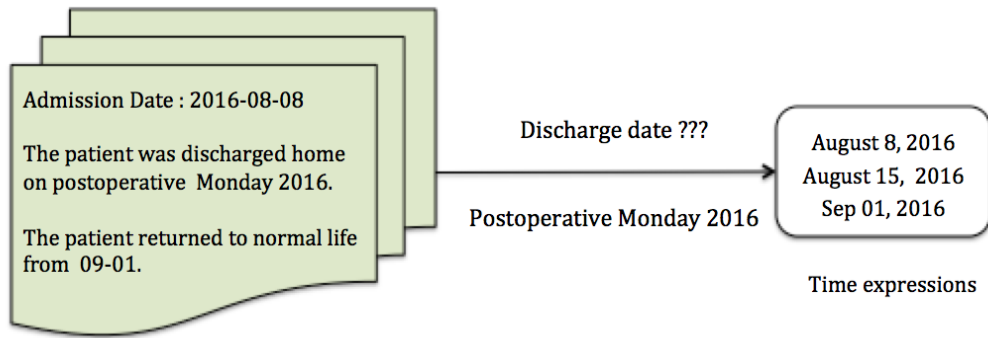 Admission Date : 2016-08-08
The patient was discharged home
on postoperative Monday 2016.
The patient returned to normal life
from 09-01.
Discharge date ???
Postoperative Monday 2016
August 8, 2016
August 15, 2016
Sep 01, 2016
Time expressions